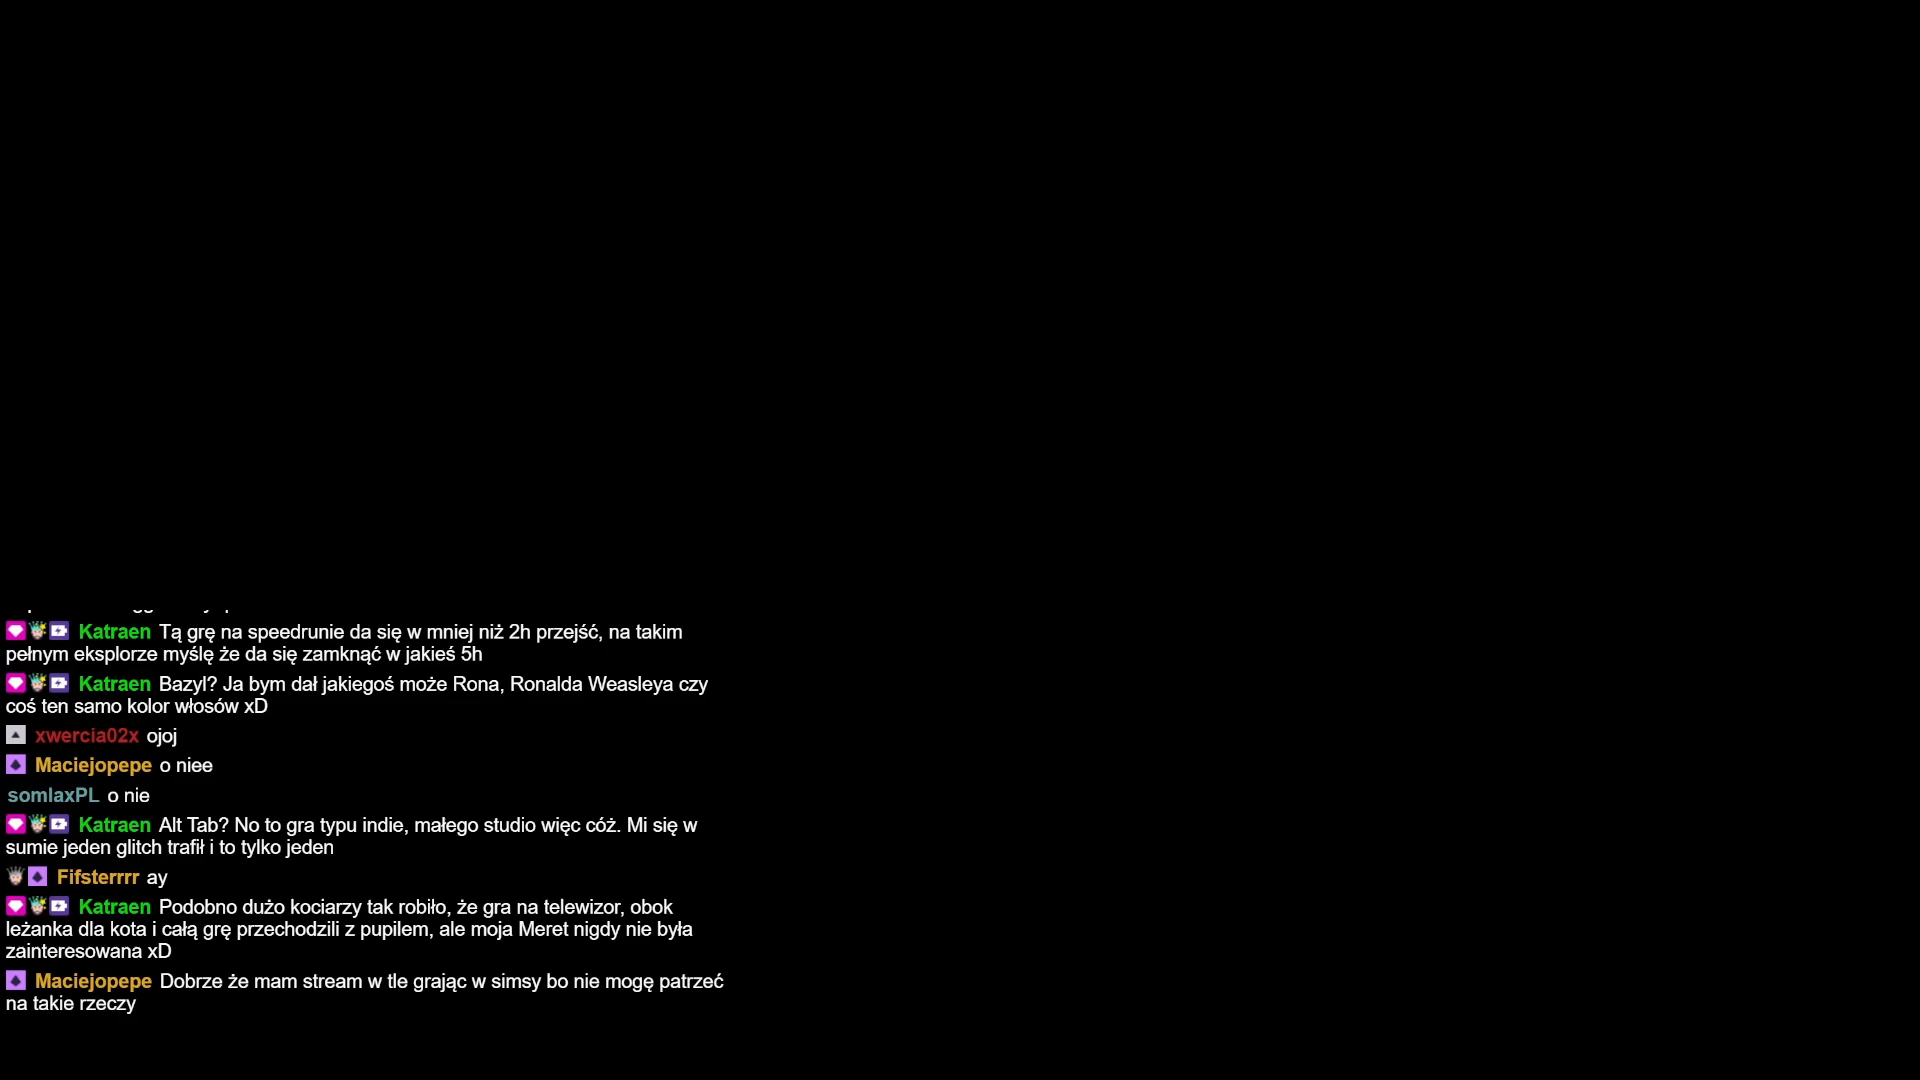 Katraen Tą grę na speedrunie da się w mniej niż 2h przejść, na takim
pełnym eksplorze myślę że da się zamknąć w jakieś 5h
Katraen Bazyl? Ja bym dał jakiegoś może Rona, Ronalda Weasleya czy
coś ten samo kolor włosów xD
xwercia02x ojoj
Maciejopepe o niee
somlaxPL o nie
Katraen Alt Tab? No to gra typu indie, małego studio więc cóż. Mi się w
sumie jeden glitch trafił i to tylko jeden
Fifsterrrr ay
Katraen Podobno dużo kociarzy tak robiło, że gra na telewizor, obok
leżanka dla kota i całą grę przechodzili z pupilem, ale moja Meret nigdy nie była
zainteresowana xD
Maciejopepe Dobrze że mam stream w tle grając w simsy bo nie mogę patrzeć
na takie rzeczy